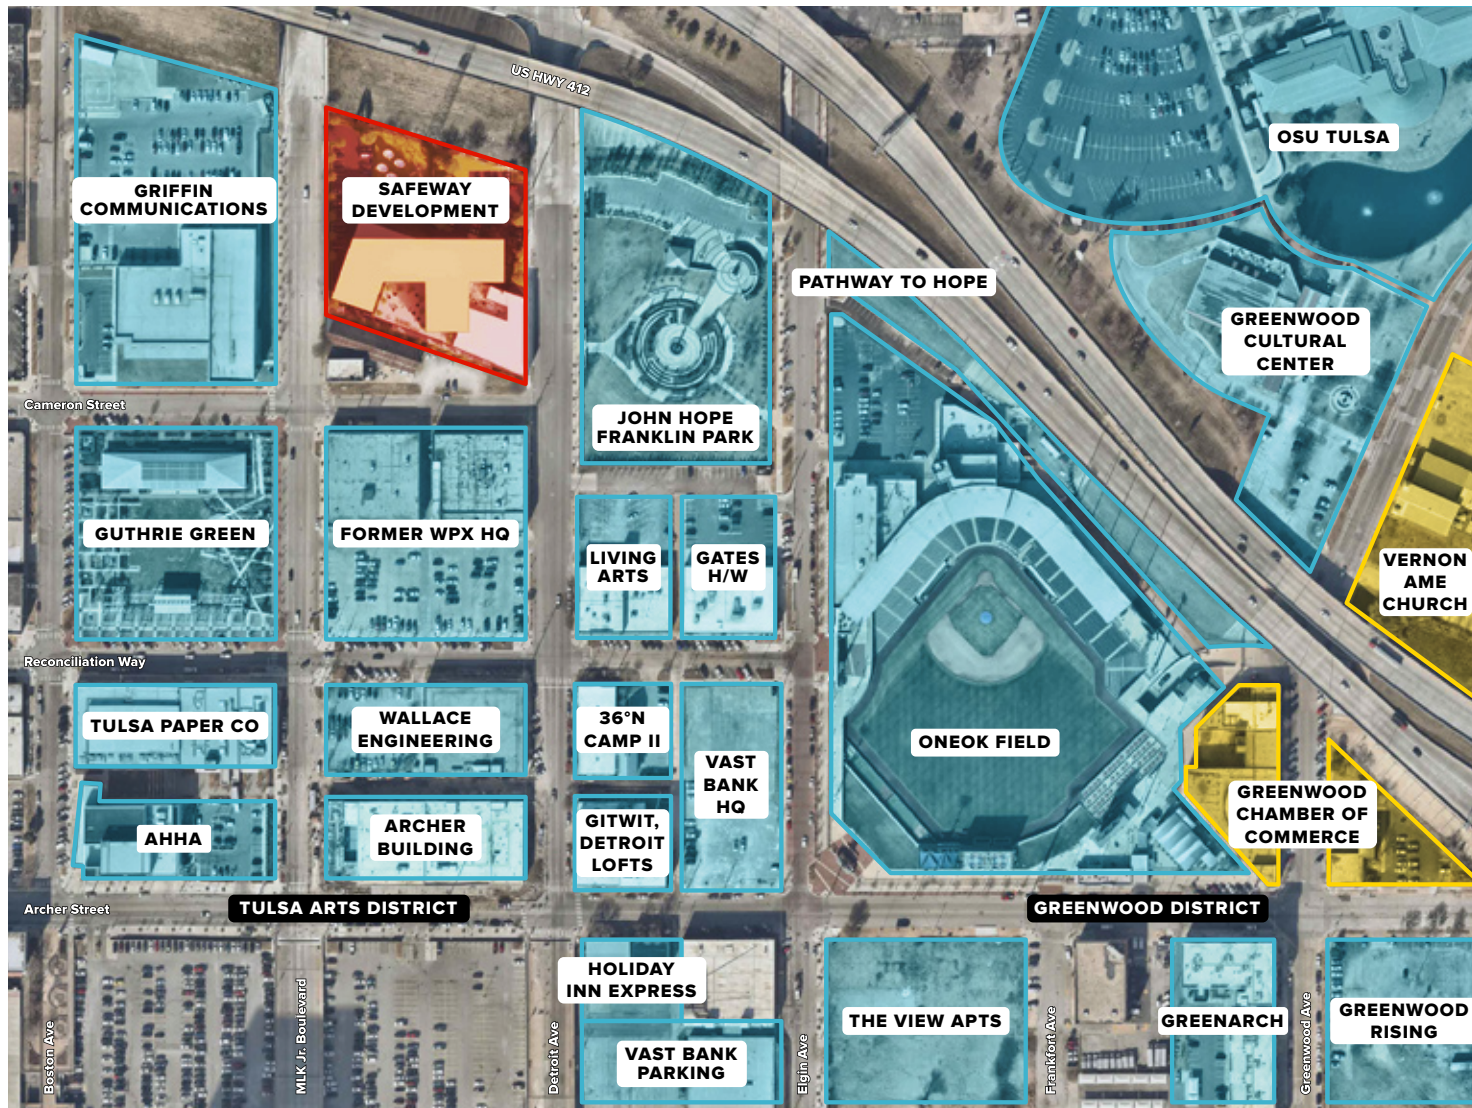 US HWY 412
OSU TULSA
GRIFFIN
COMMUNICATIONS
SAFEWAY
DEVELOPMENT
PATHWAY TO HOPE
GREENWOOD
CULTURAL
CENTER
Cameron Street
JOHN HOPE
FRANKLIN PARK
GUTHRIE GREEN
FORMER WPX HQ
LIVING
ARTS
GATES
H/W
VERNON
AME
CHURCH
Reconciliation Way
TULSA PAPER CO
WALLACE
ENGINEERING
36°N
CAMP II
VAST
BANK
HQ
ONEOK FIELD
GREENWOOD
CHAMBER OF
COMMERCE
AHHA
ARCHER
BUILDING
GITWIT,
DETROIT
LOFTS
Archer Street
TULSA ARTS DISTRICT
GREENWOOD DISTRICT
HOLIDAY
INN EXPRESS
VAST BANK
PARKING
THE VIEW APTS
GREENARCH
GREENWOOD
RISING
Boston Ave
MLK Jr. Boulevard
Detroit Ave
Elgin Ave
Frankfort Ave
Greenwood Ave